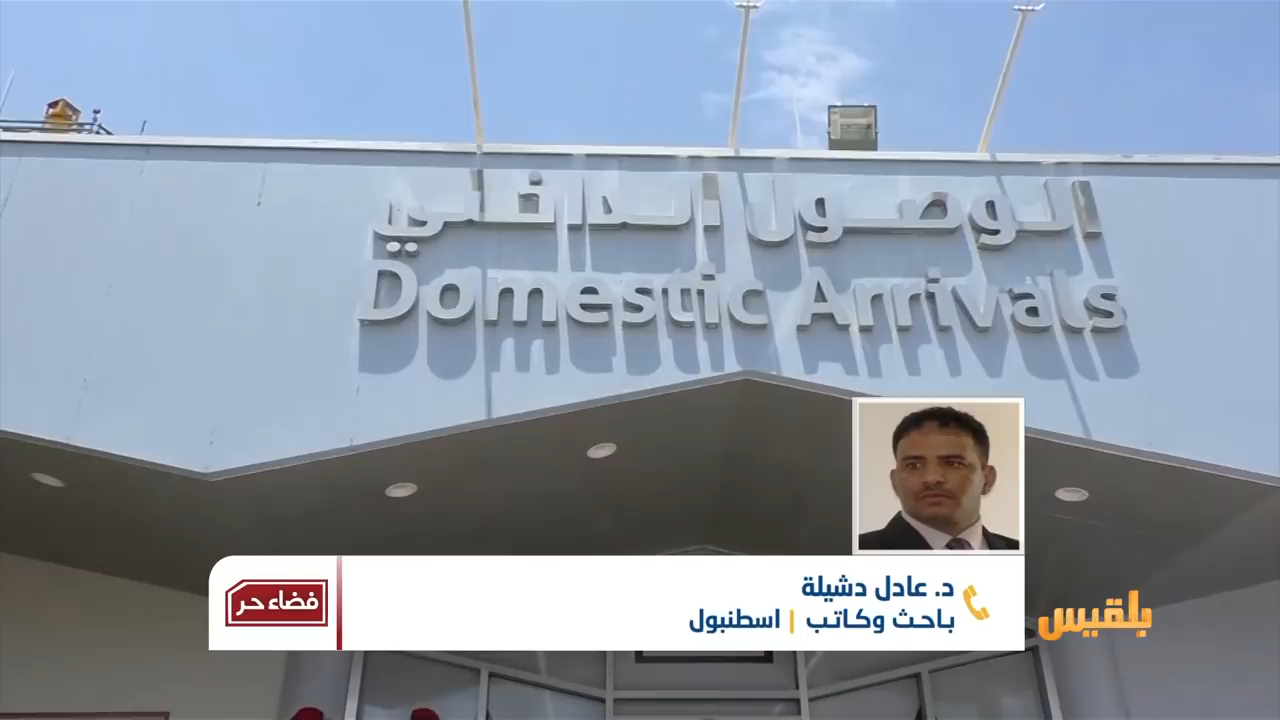 الوصول الداخلي
Domestic Arrivals
د. عادل دشيلة
باحث وكاتب | اسطنبول
فضاء حر
بلقيس